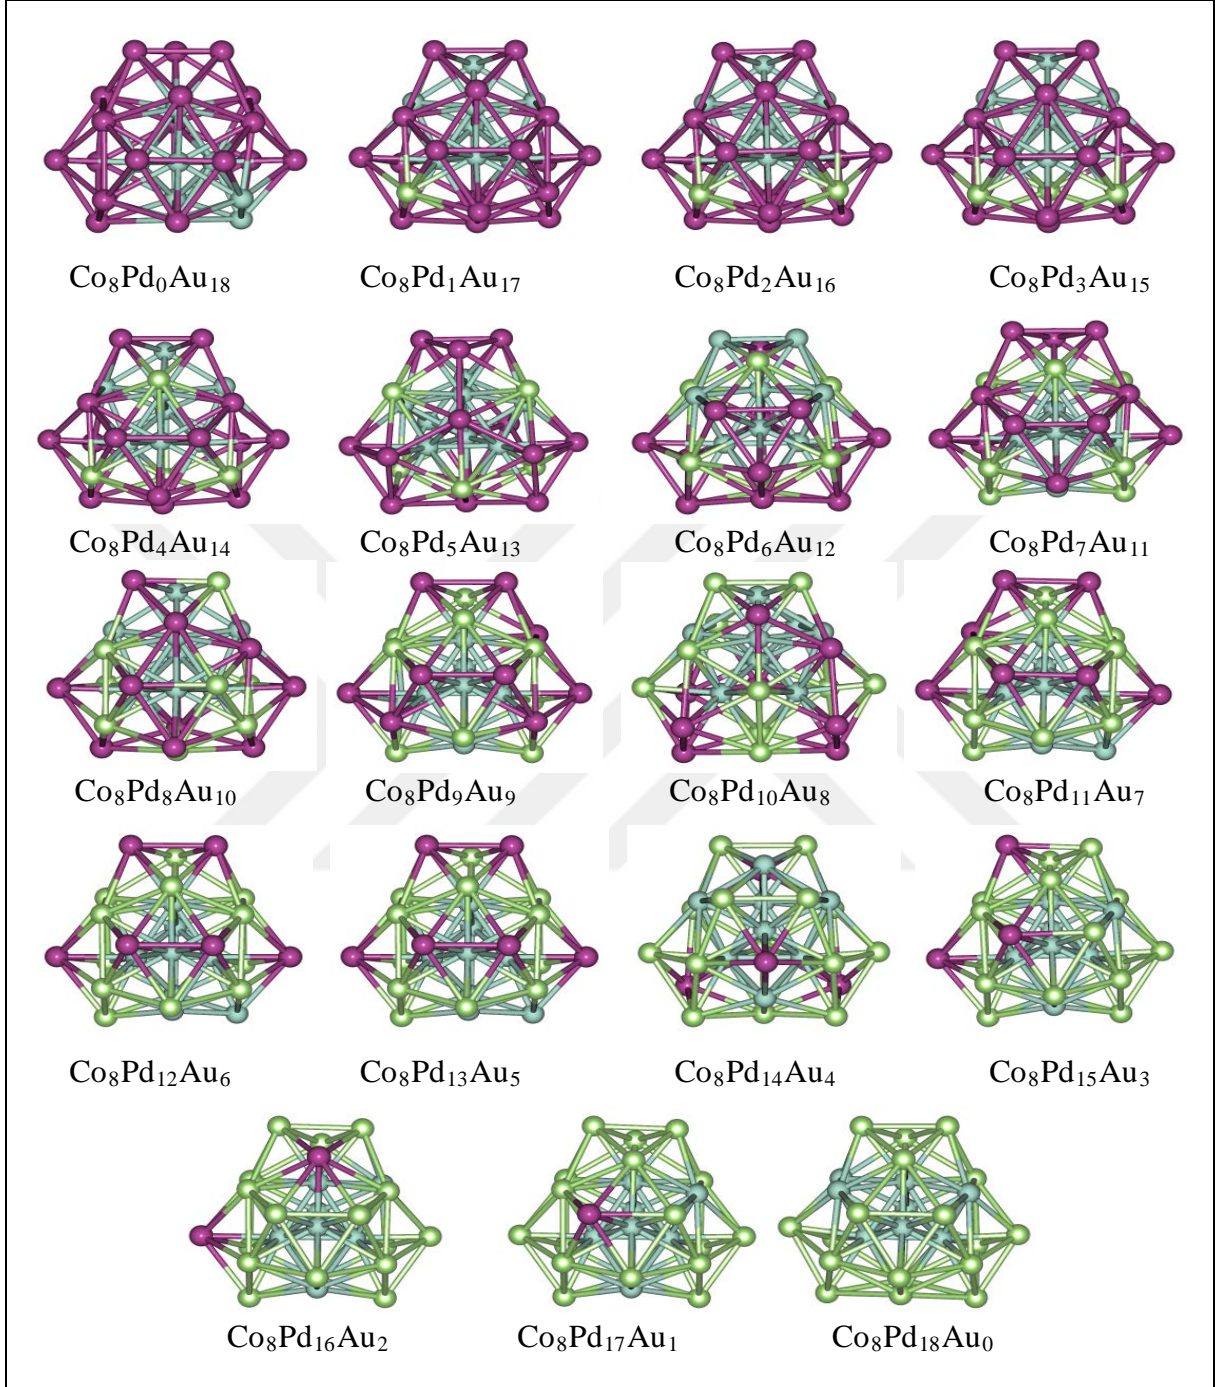 Co₈Pd₀Au₁₈ Co₈Pd₁Au₁₇ Co₈Pd₂Au₁₆ Co₈Pd₃Au₁₅
Co₈Pd₄Au₁₄ Co₈Pd₅Au₁₃ Co₈Pd₆Au₁₂ Co₈Pd₇Au₁₁
Co₈Pd₈Au₁₀ Co₈Pd₉Au₉ Co₈Pd₁₀Au₈ Co₈Pd₁₁Au₇
Co₈Pd₁₂Au₆ Co₈Pd₁₃Au₅ Co₈Pd₁₄Au₄ Co₈Pd₁₅Au₃
Co₈Pd₁₆Au₂ Co₈Pd₁₇Au₁ Co₈Pd₁₈Au₀